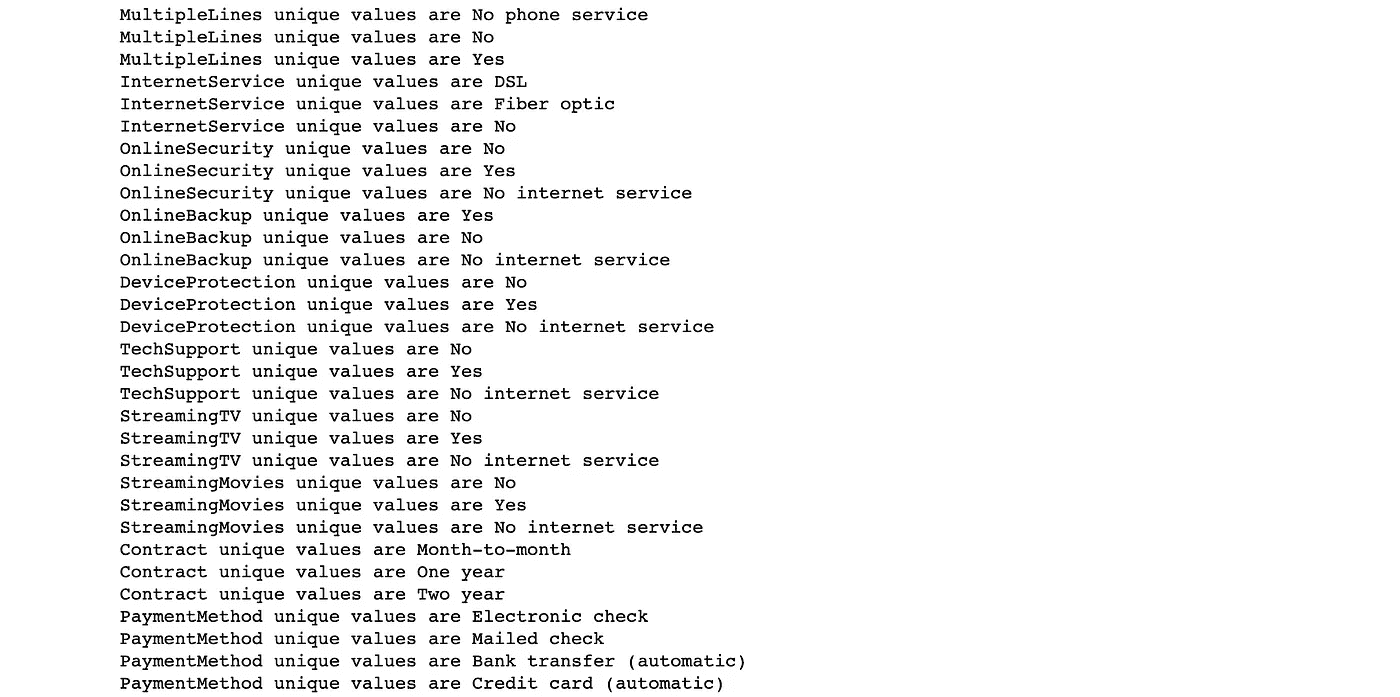 MultipleLines unique values are No phone service
MultipleLines unique values are No
MultipleLines unique values are Yes
InternetService unique values are DSL
InternetService unique values are Fiber optic
InternetService unique values are No
OnlineSecurity unique values are No
OnlineSecurity unique values are Yes
OnlineSecurity unique values are No internet service
OnlineBackup unique values are Yes
OnlineBackup unique values are No
OnlineBackup unique values are No internet service
DeviceProtection unique values are No
DeviceProtection unique values are Yes
DeviceProtection unique values are No internet service
TechSupport unique values are No
TechSupport unique values are Yes
TechSupport unique values are No internet service
StreamingTV unique values are No
StreamingTV unique values are Yes
StreamingTV unique values are No internet service
StreamingMovies unique values are No
StreamingMovies unique values are Yes
StreamingMovies unique values are No internet service
Contract unique values are Month-to-month
Contract unique values are One year
Contract unique values are Two year
PaymentMethod unique values are Electronic check
PaymentMethod unique values are Mailed check
PaymentMethod unique values are Bank transfer (automatic)
PaymentMethod unique values are Credit card (automatic)